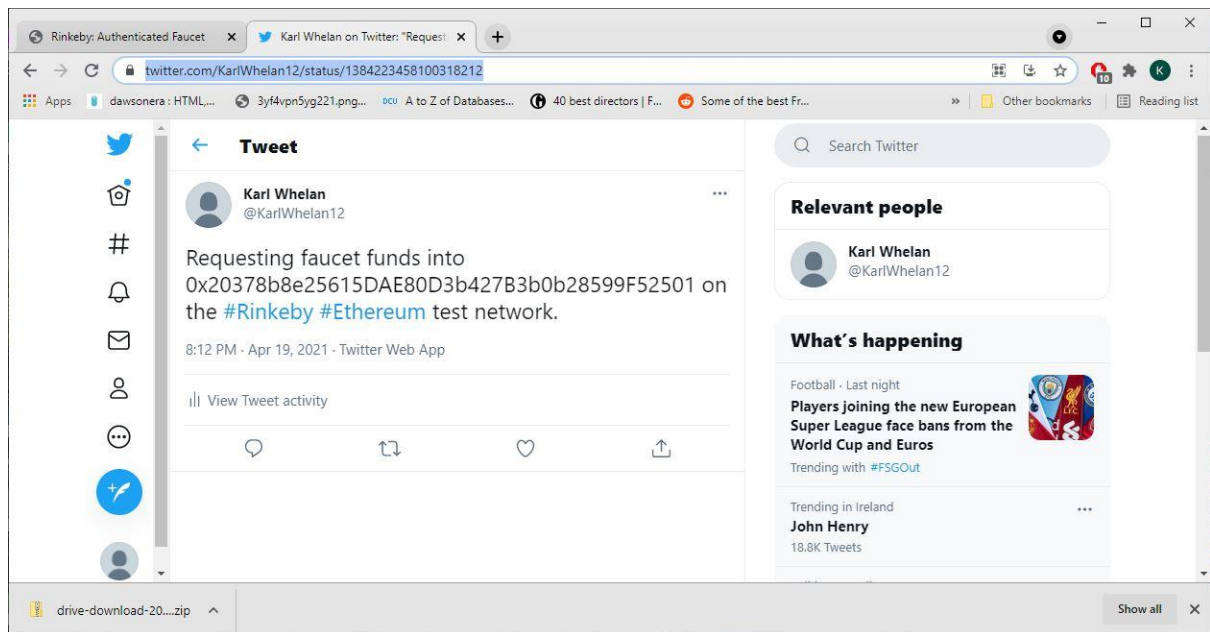 Rinkeby: Authenticated Faucet
Karl Whelan on Twitter: "Request
twitter.com/KarlWhelan12/status/1384223458100318212
10
K
Apps
dawsonera : HTML,...
3yf4vpn5yg221.png...
DCU A to Z of Databases...
40 best directors | F...
Some of the best Fr...
»
Other bookmarks
Reading list
Tweet
Karl Whelan
@KarlWhelan12
Requesting faucet funds into
0x20378b8e25615DAE80D3b427B3b0b28599F52501 on
the #Rinkeby #Ethereum test network.
8:12 PM · Apr 19, 2021 · Twitter Web App
View Tweet activity
Search Twitter
Relevant people
Karl Whelan
@KarlWhelan12
What's happening
Football · Last night
Players joining the new European
Super League face bans from the
World Cup and Euros
Trending with #FSGOut
Trending in Ireland
John Henry
18.8K Tweets
drive-download-20....zip
Show all